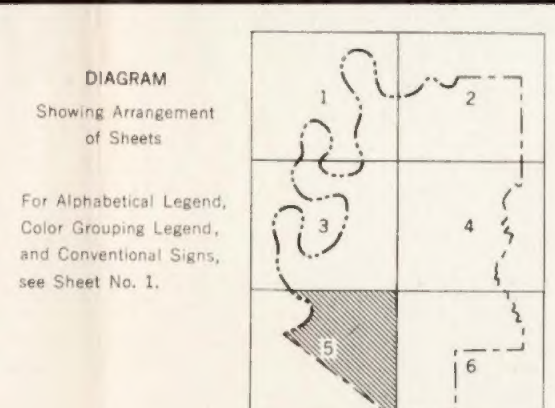 DIAGRAM
Showing Arrangement
of Sheets
For Alphabetical Legend,
Color Grouping Legend,
and Conventional Signs,
see Sheet No. 1.
1
2
3
4
5
6